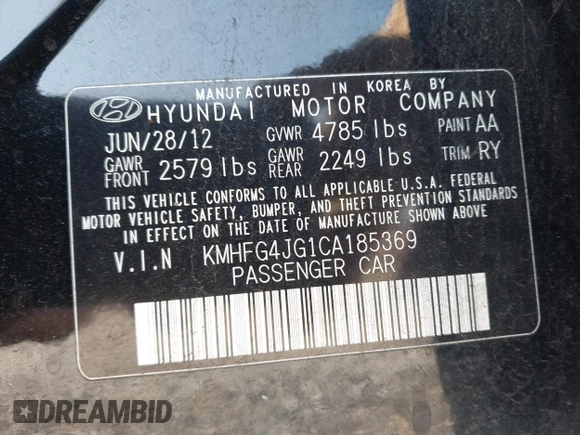 MANUFACTURED IN KOREA BY
HYUNDAI MOTOR COMPANY
JUN/28/12 GVWR 4785 lbs PAINT AA
GAWR FRONT 2579 lbs GAWR REAR 2249 lbs TRIM RY
THIS VEHICLE CONFORMS TO ALL APPLICABLE U.S.A. FEDERAL
MOTOR VEHICLE SAFETY, BUMPER, AND THEFT PREVENTION STANDARDS
IN EFFECT ON THE DATE OF MANUFACTURE SHOWN ABOVE
V.I.N KMHFG4JG1CA185369
PASSENGER CAR
DREAMBID